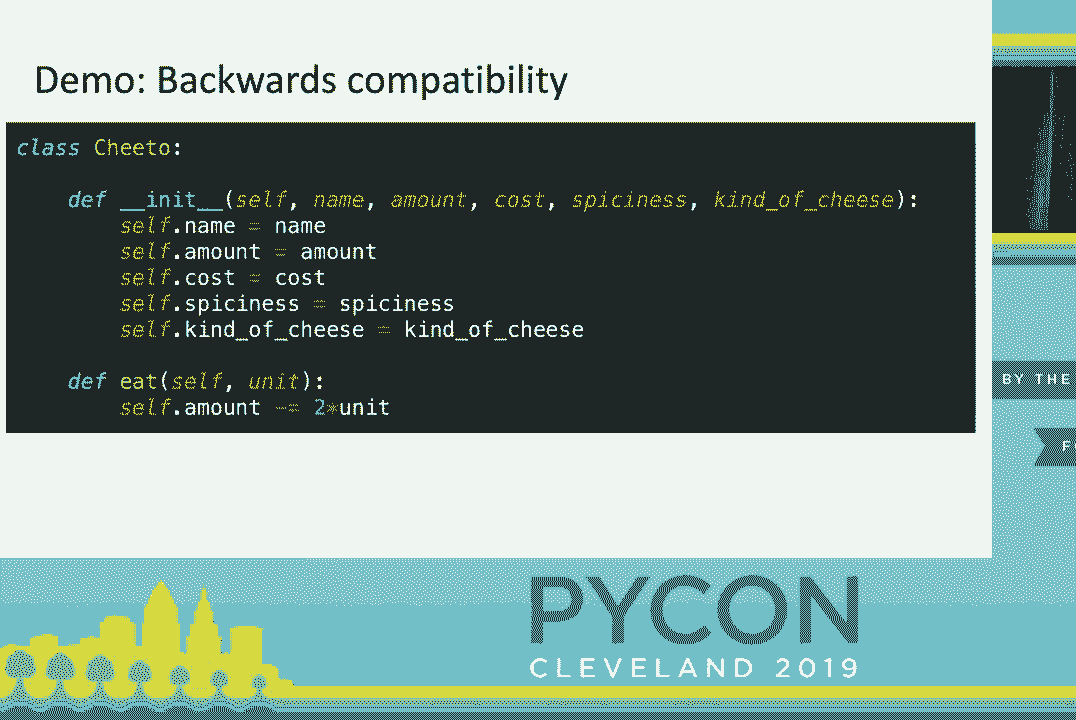 Demo: Backwards compatibility
class Cheeto:
    def __init__(self, name, amount, cost, spiciness, kind_of_cheese):
        self.name = name
        self.amount = amount
        self.cost = cost
        self.spiciness = spiciness
        self.kind_of_cheese = kind_of_cheese
    def eat(self, unit):
        self.amount -= 2*unit
BY THE
PYCON
CLEVELAND 2019